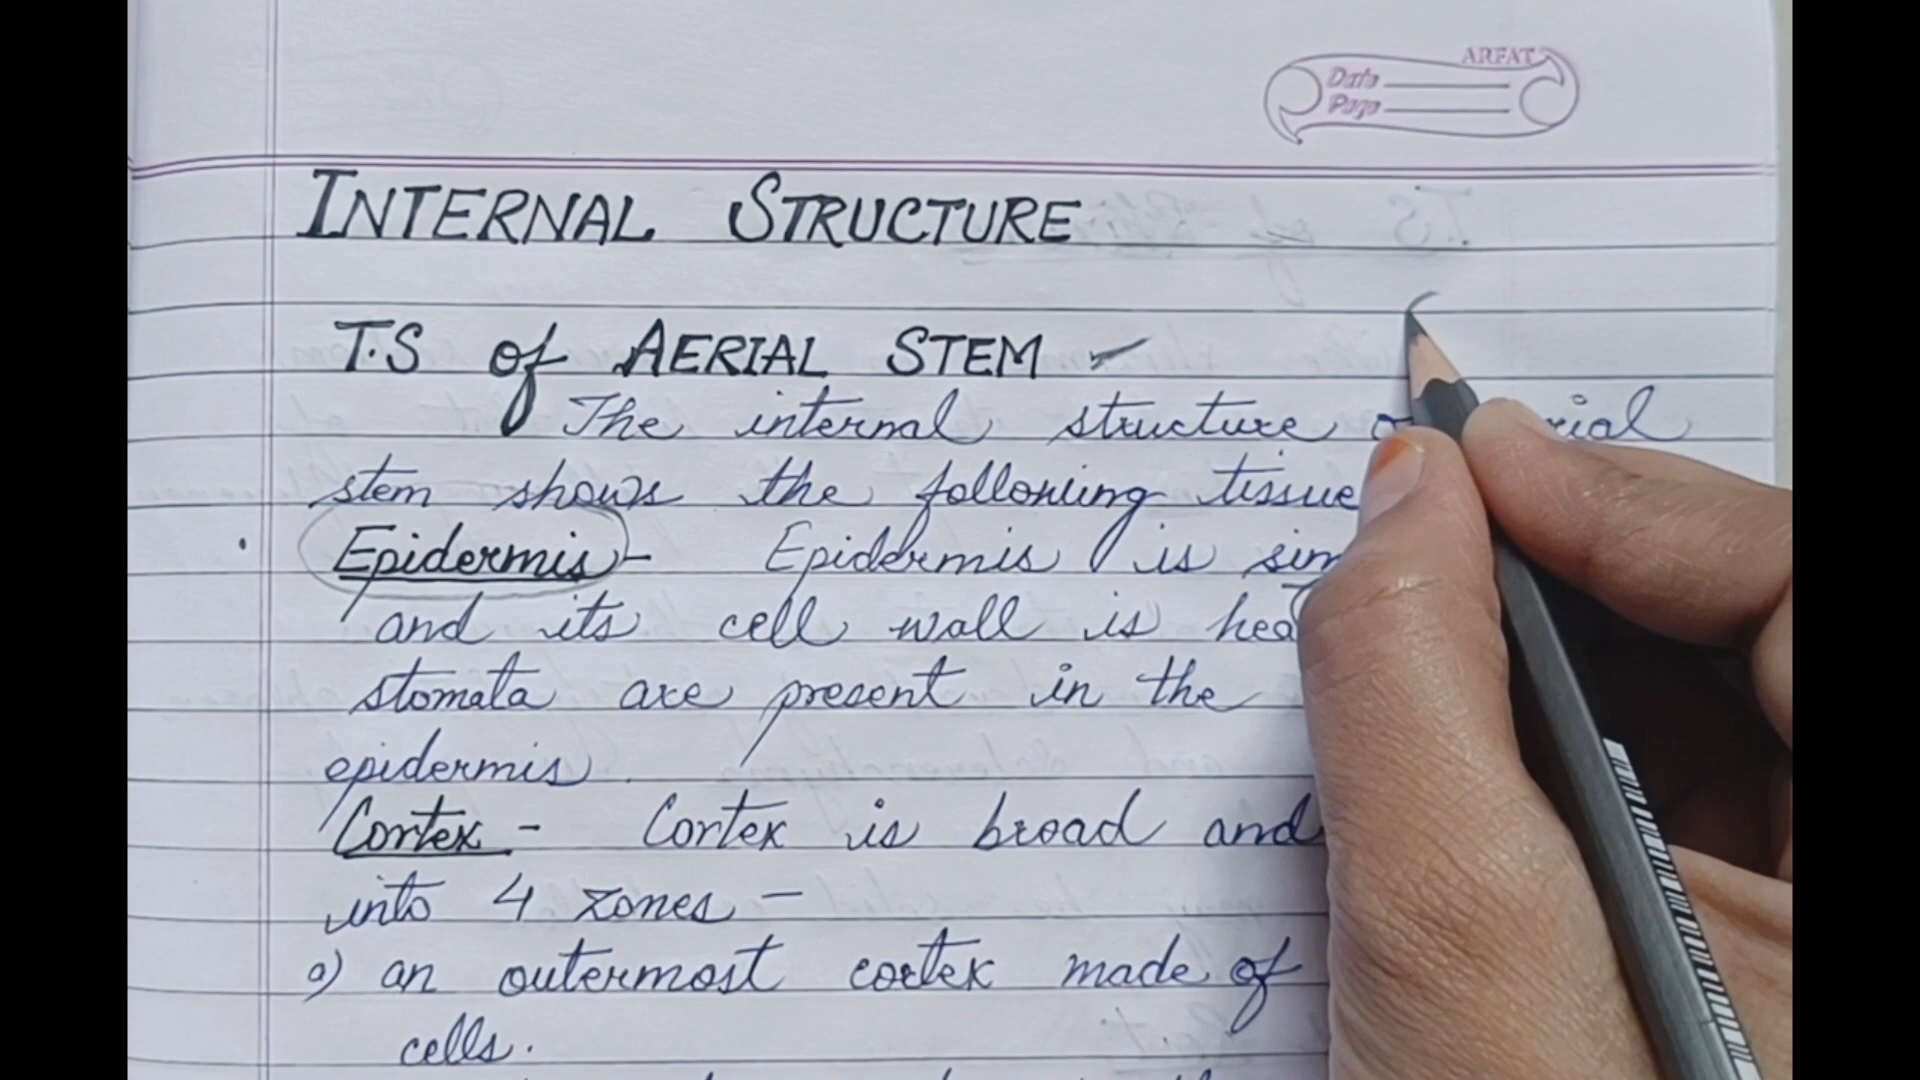 ARFAT
Date
Page
INTERNAL STRUCTURE
T.S of AERIAL STEM
The internal structure
stem shows the following tissue
Epidermis - Epidermis is
and its cell wall is
stomata are present in the
epidermis.
Cortex - Cortex is broad and
into 4 zones -
a) an outermost cortex made of
cells.